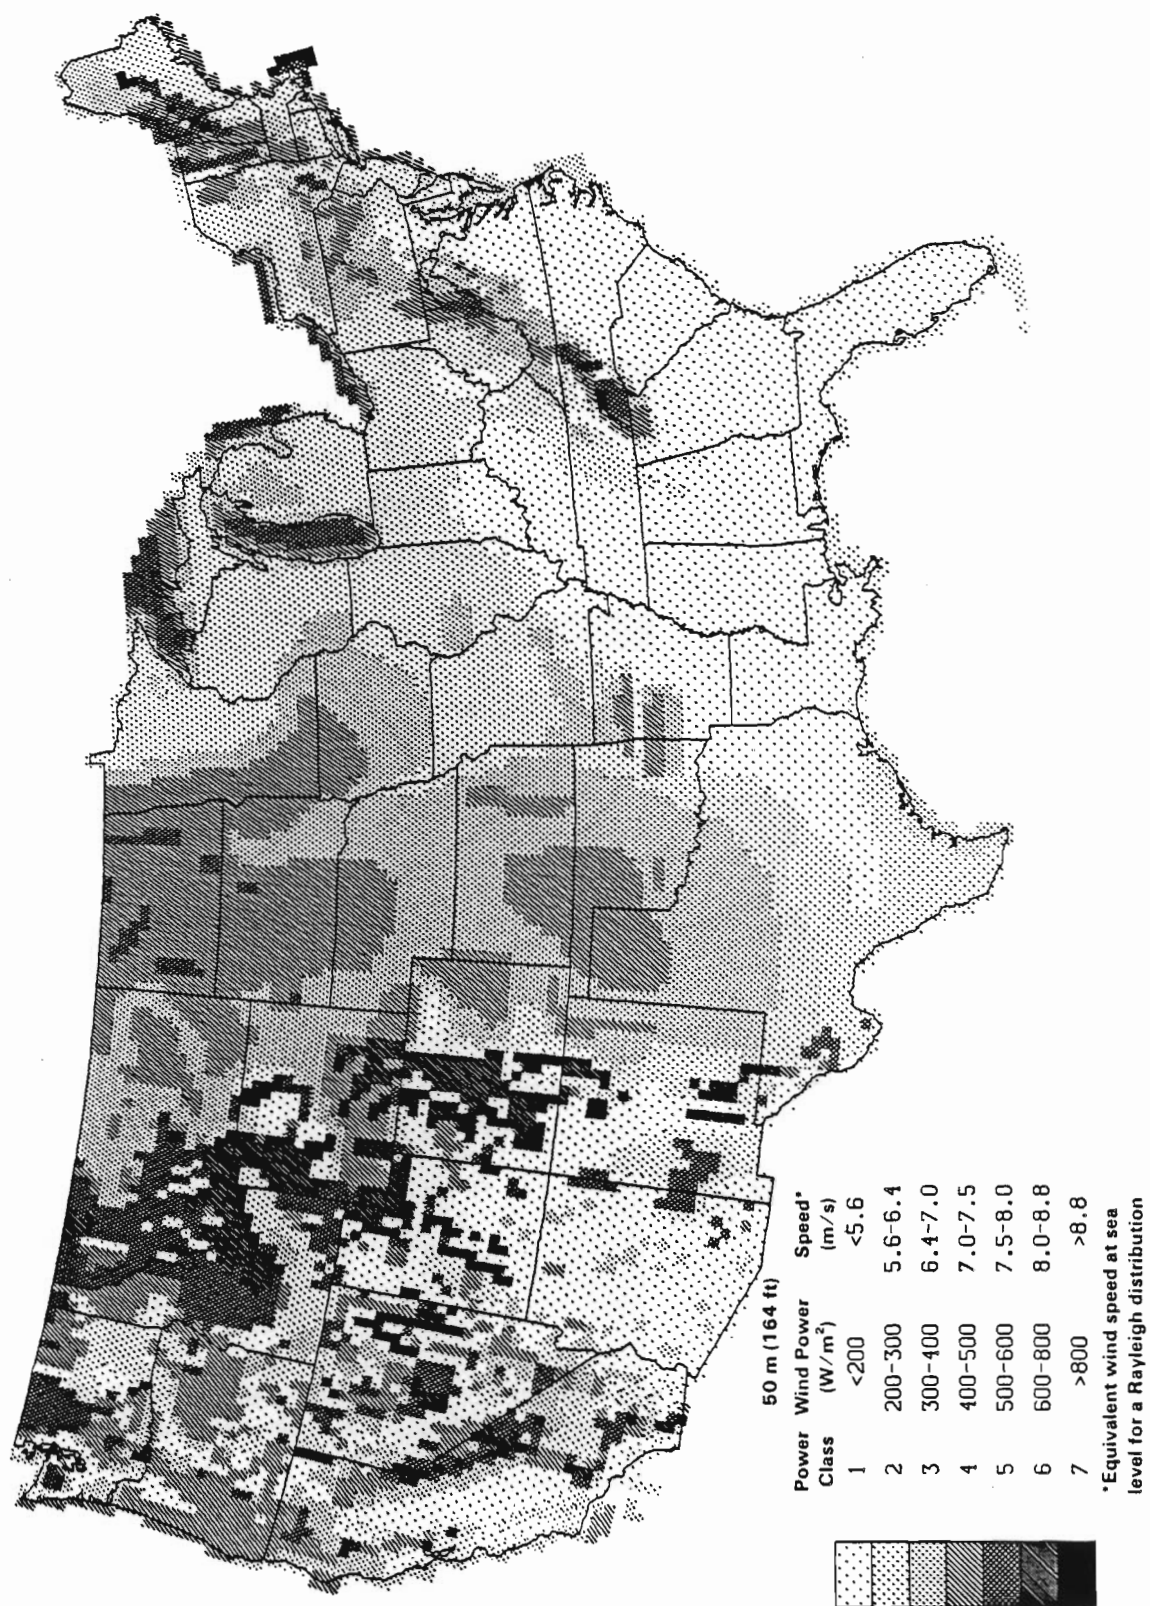 50 m (164 ft)
Power Wind Power Speed*
Class (W/m²) (m/s)
1 <200 <5.6
2 200-300 5.6-6.4
3 300-400 6.4-7.0
4 400-500 7.0-7.5
5 500-600 7.5-8.0
6 600-800 8.0-8.8
7 >800 >8.8
*Equivalent wind speed at sea
level for a Rayleigh distribution